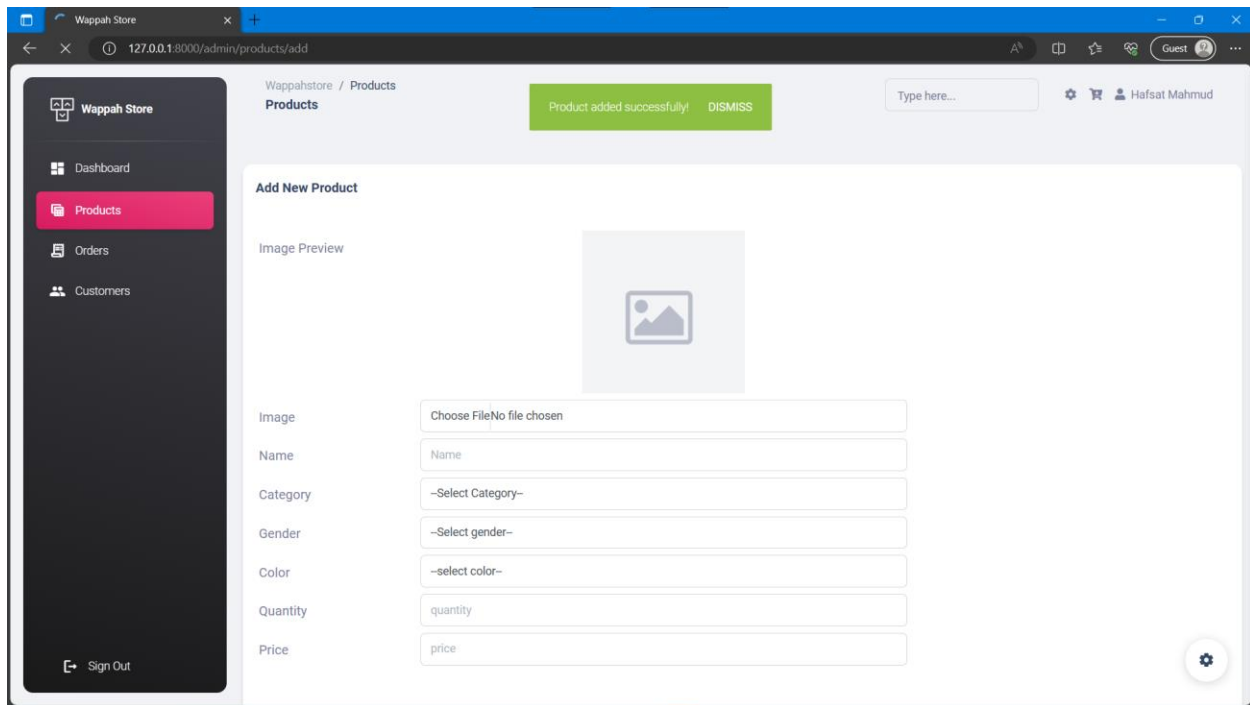 Wappah Store
127.0.0.1:8000/admin/products/add
Guest
Wappah Store
Dashboard
Products
Orders
Customers
Sign Out
Wappahstore / Products
Products
Product added successfully! DISMISS
Type here...
Hafsat Mahmud
Add New Product
Image Preview
Image Choose FileNo file chosen
Name Name
Category --Select Category--
Gender --Select gender--
Color --select color--
Quantity quantity
Price price